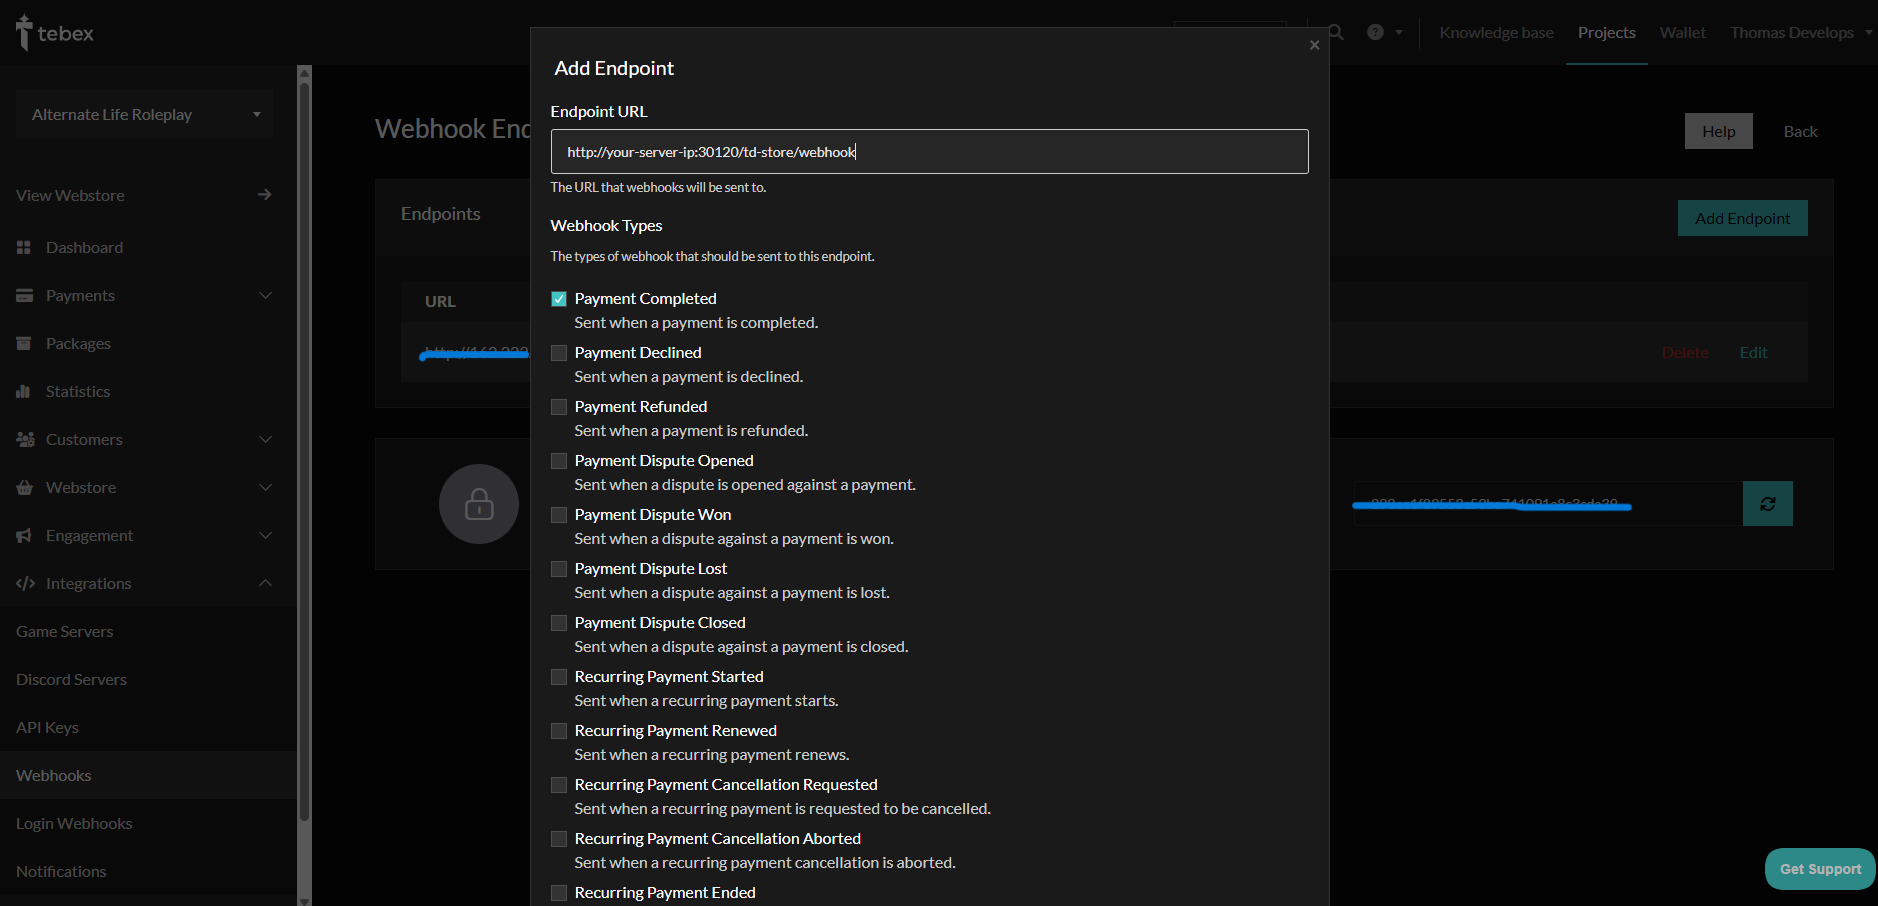 tebex
Knowledge base
Projects
Wallet
Thomas Develops
Alternate Life Roleplay
View Webstore
Dashboard
Payments
Packages
Statistics
Customers
Webstore
Engagement
Integrations
Game Servers
Discord Servers
API Keys
Webhooks
Login Webhooks
Notifications
Webhook End
Help
Back
Endpoints
Add Endpoint
URL
Delete
Edit
Add Endpoint
Endpoint URL
http://your-server-ip:30120/td-store/webhook
The URL that webhooks will be sent to.
Webhook Types
The types of webhook that should be sent to this endpoint.
Payment Completed
Sent when a payment is completed.
Payment Declined
Sent when a payment is declined.
Payment Refunded
Sent when a payment is refunded.
Payment Dispute Opened
Sent when a dispute is opened against a payment.
Payment Dispute Won
Sent when a dispute against a payment is won.
Payment Dispute Lost
Sent when a dispute against a payment is lost.
Payment Dispute Closed
Sent when a dispute against a payment is closed.
Recurring Payment Started
Sent when a recurring payment starts.
Recurring Payment Renewed
Sent when a recurring payment renews.
Recurring Payment Cancellation Requested
Sent when a recurring payment is requested to be cancelled.
Recurring Payment Cancellation Aborted
Sent when a recurring payment cancellation is aborted.
Recurring Payment Ended
Get Support